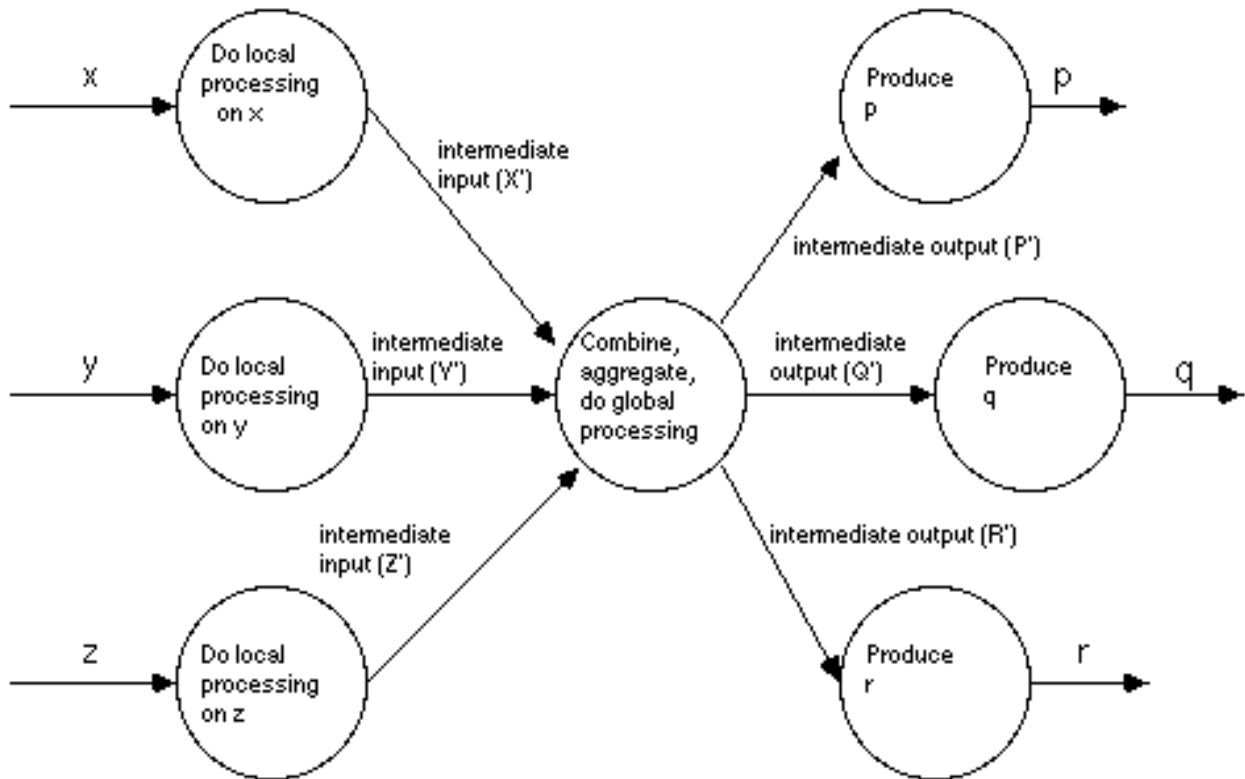 x
Do local
processing
on x
intermediate
input (X')
Produce
p
p
intermediate output (P')
y
Do local
processing
on y
intermediate
input (Y')
Combine,
aggregate,
do global
processing
intermediate
output (Q')
Produce
q
q
z
Do local
processing
on z
intermediate
input (Z')
intermediate output (R')
Produce
r
r